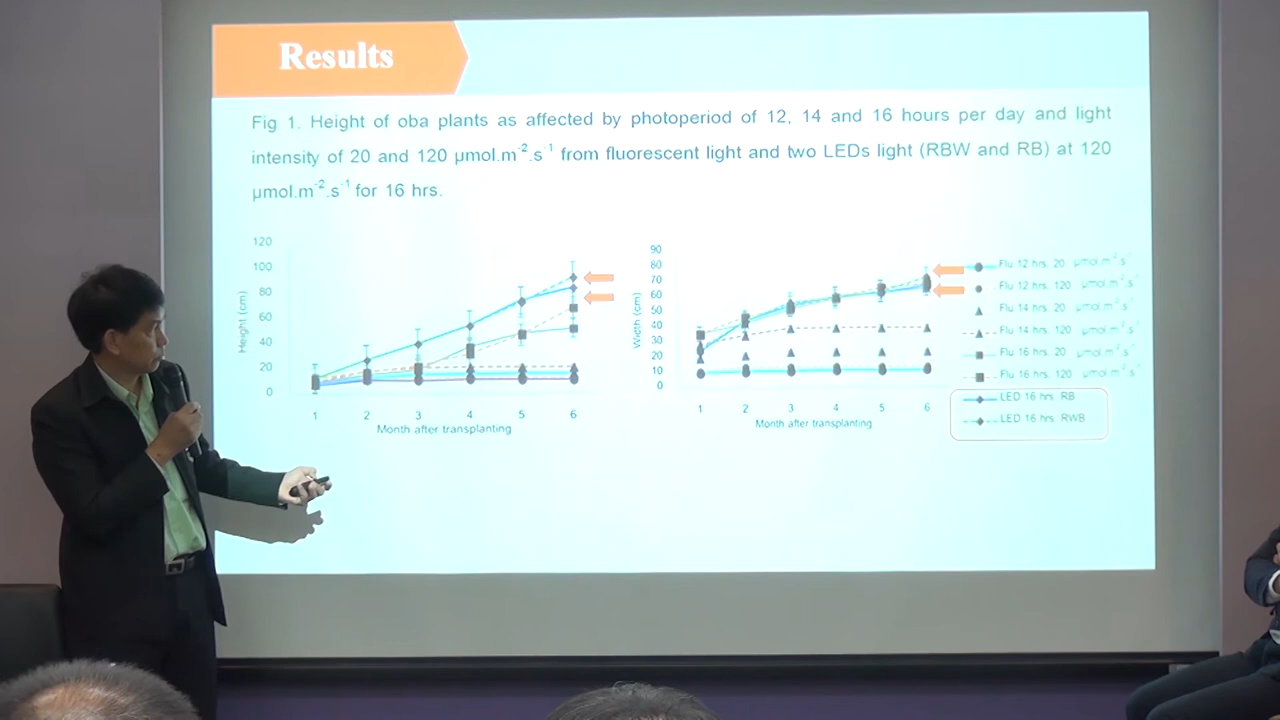 Results
Fig 1. Height of oba plants as affected by photoperiod of 12, 14 and 16 hours per day and light
intensity of 20 and 120 µmol.m-2.s-1 from fluorescent light and two LEDs light (RBW and RB) at 120
µmol.m-2.s-1 for 16 hrs.
120
100
80
60
40
20
0
Height (cm)
1 2 3 4 5 6
Month after transplanting
90
80
70
60
50
40
30
20
10
0
Width (cm)
1 2 3 4 5 6
Month after transplanting
Flu 12 hrs. 20 µmol.m-2.s-1
Flu 12 hrs. 120 µmol.m-2.s-1
Flu 14 hrs. 20 µmol.m-2.s-1
Flu 14 hrs. 120 µmol.m-2.s-1
Flu 16 hrs. 20 µmol.m-2.s-1
Flu 16 hrs. 120 µmol.m-2.s-1
LED 16 hrs. RB
LED 16 hrs. RWB